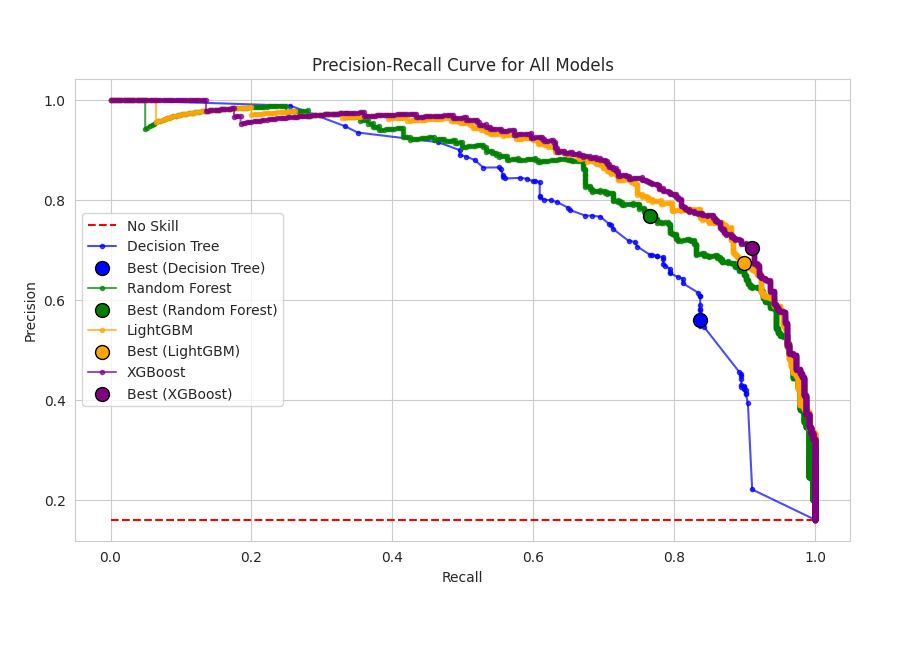 Precision-Recall Curve for All Models
1.0
0.8
0.6
0.4
0.2
Precision
No Skill
Decision Tree
Best (Decision Tree)
Random Forest
Best (Random Forest)
LightGBM
Best (LightGBM)
XGBoost
Best (XGBoost)
0.0
0.2
0.4
0.6
0.8
1.0
Recall